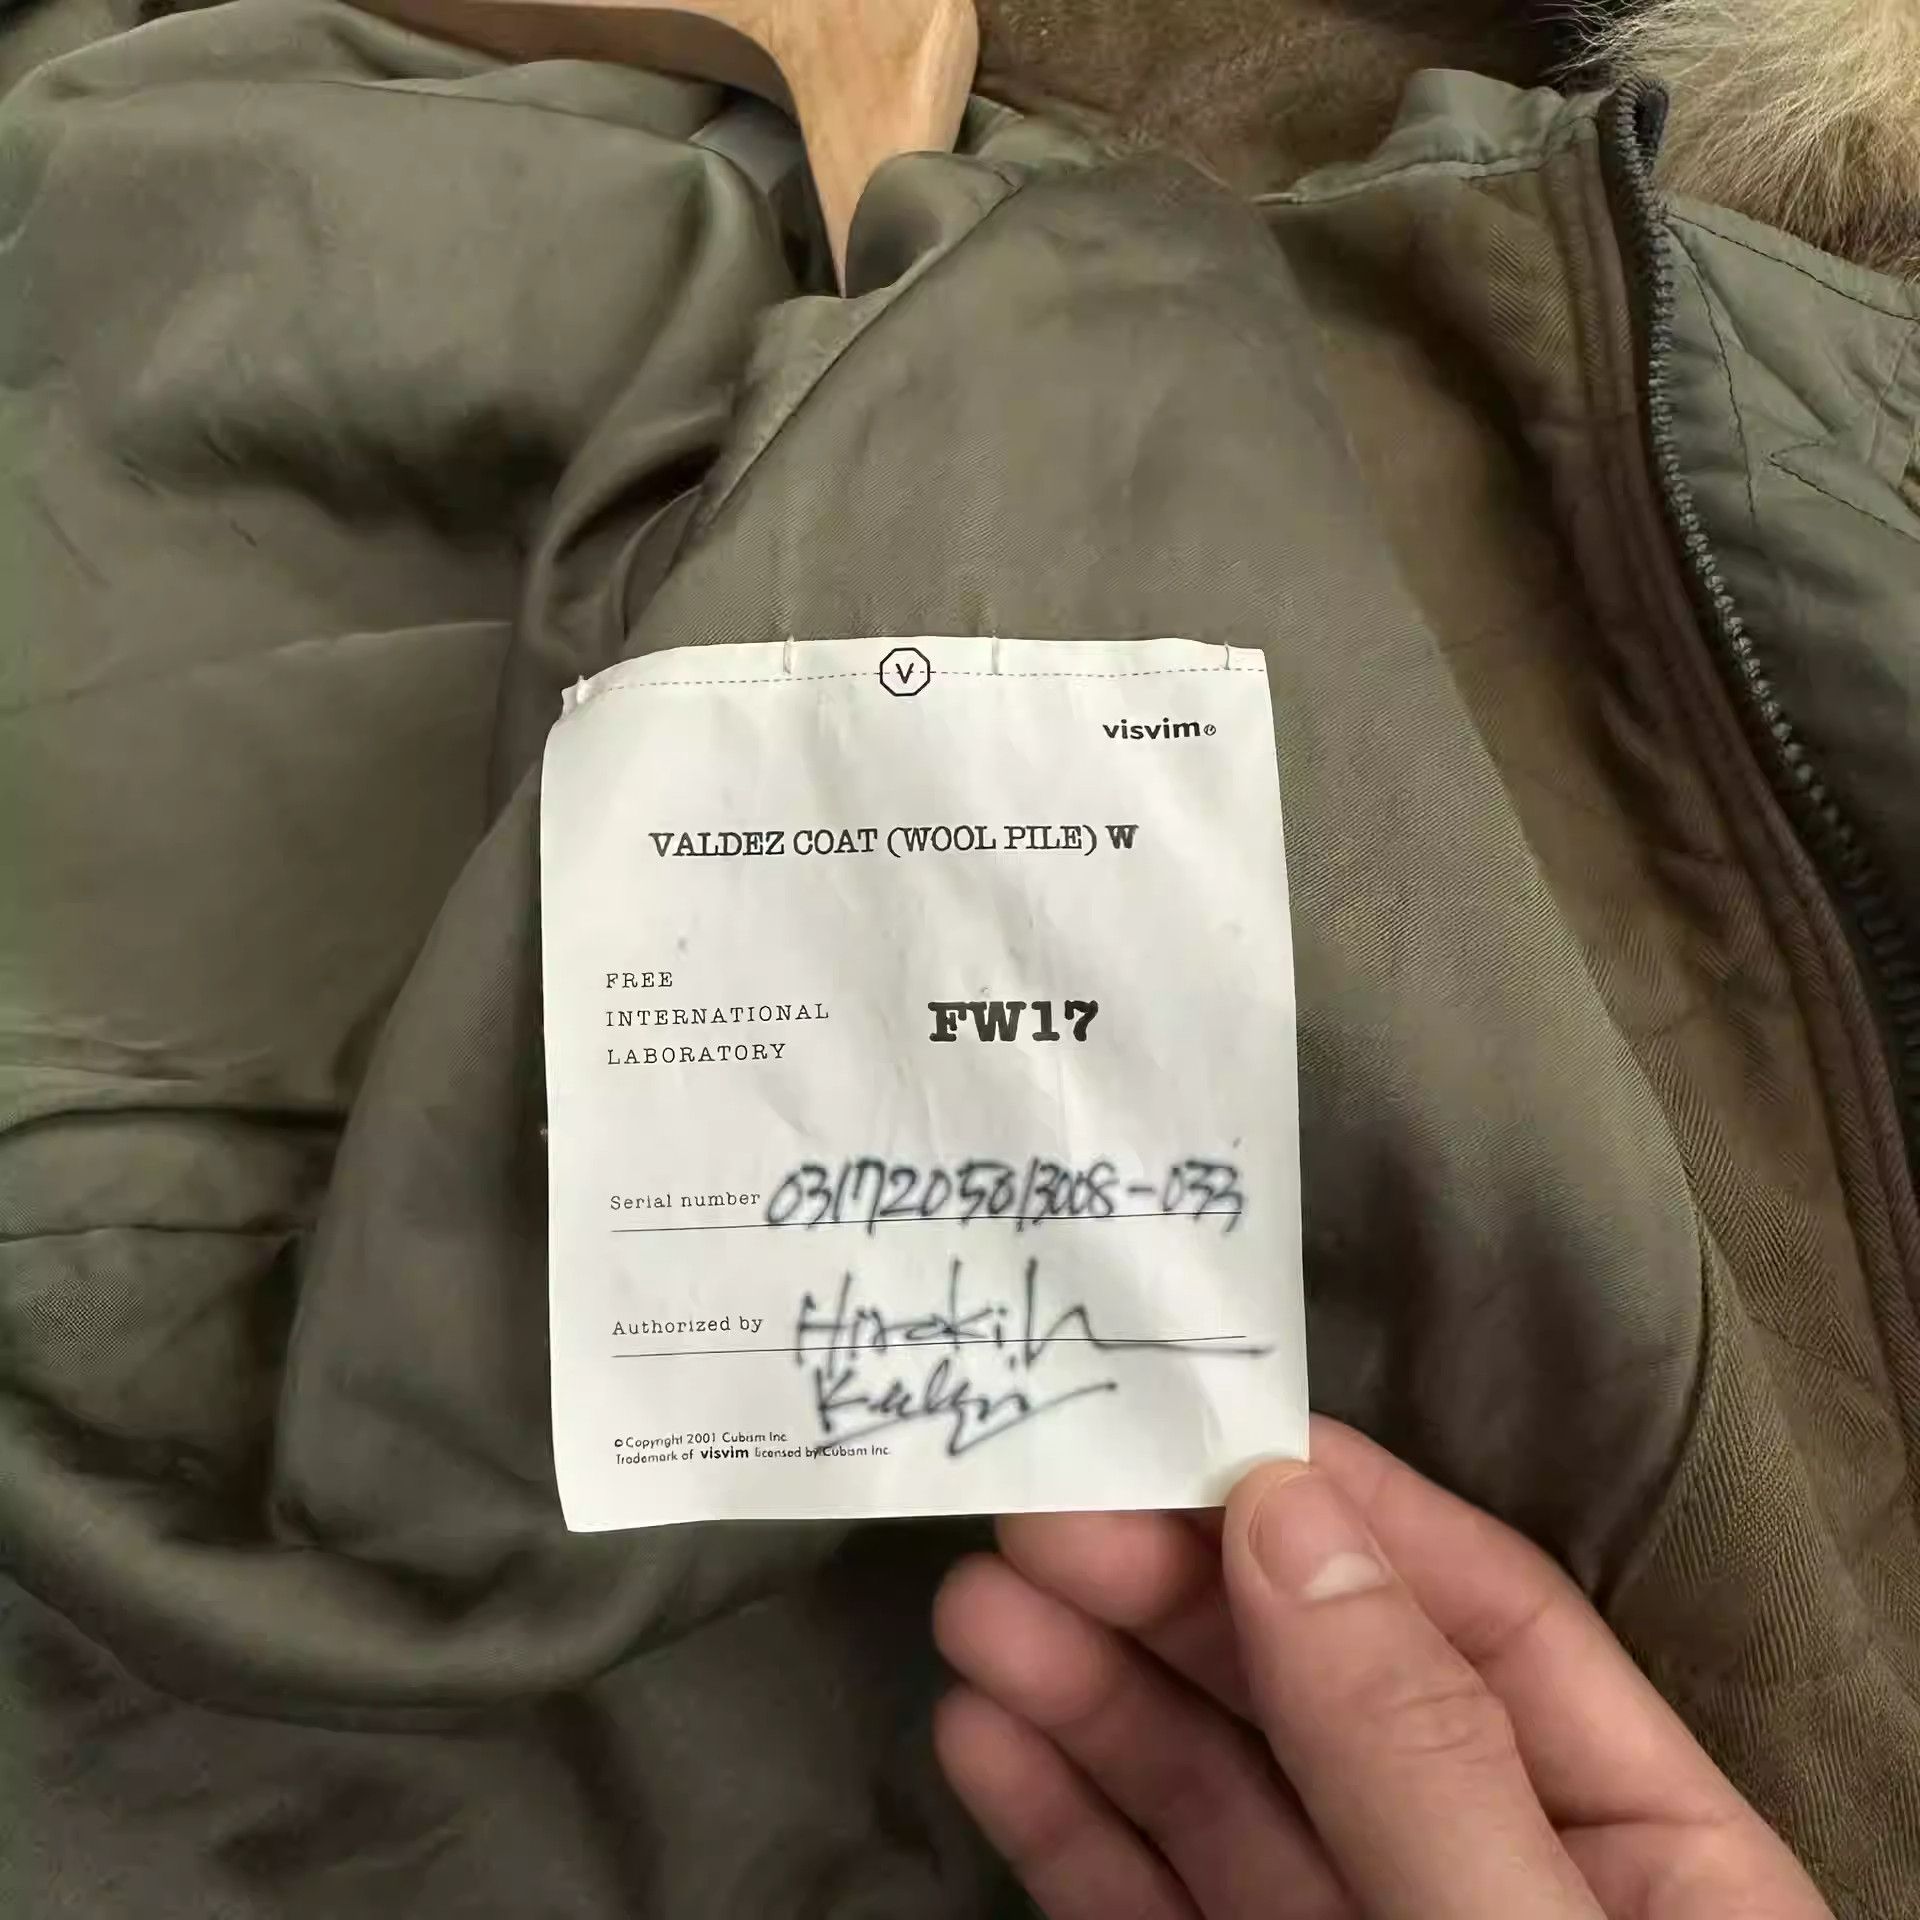 V
visvim®
VALDEZ COAT (WOOL PILE) W
FREE
INTERNATIONAL
LABORATORY
FW17
Serial number 0317205013008-033
Authorized by Hiroki
©Copyright 2001 Cubism Inc.
Trademark of visvim licensed by Cubism Inc.